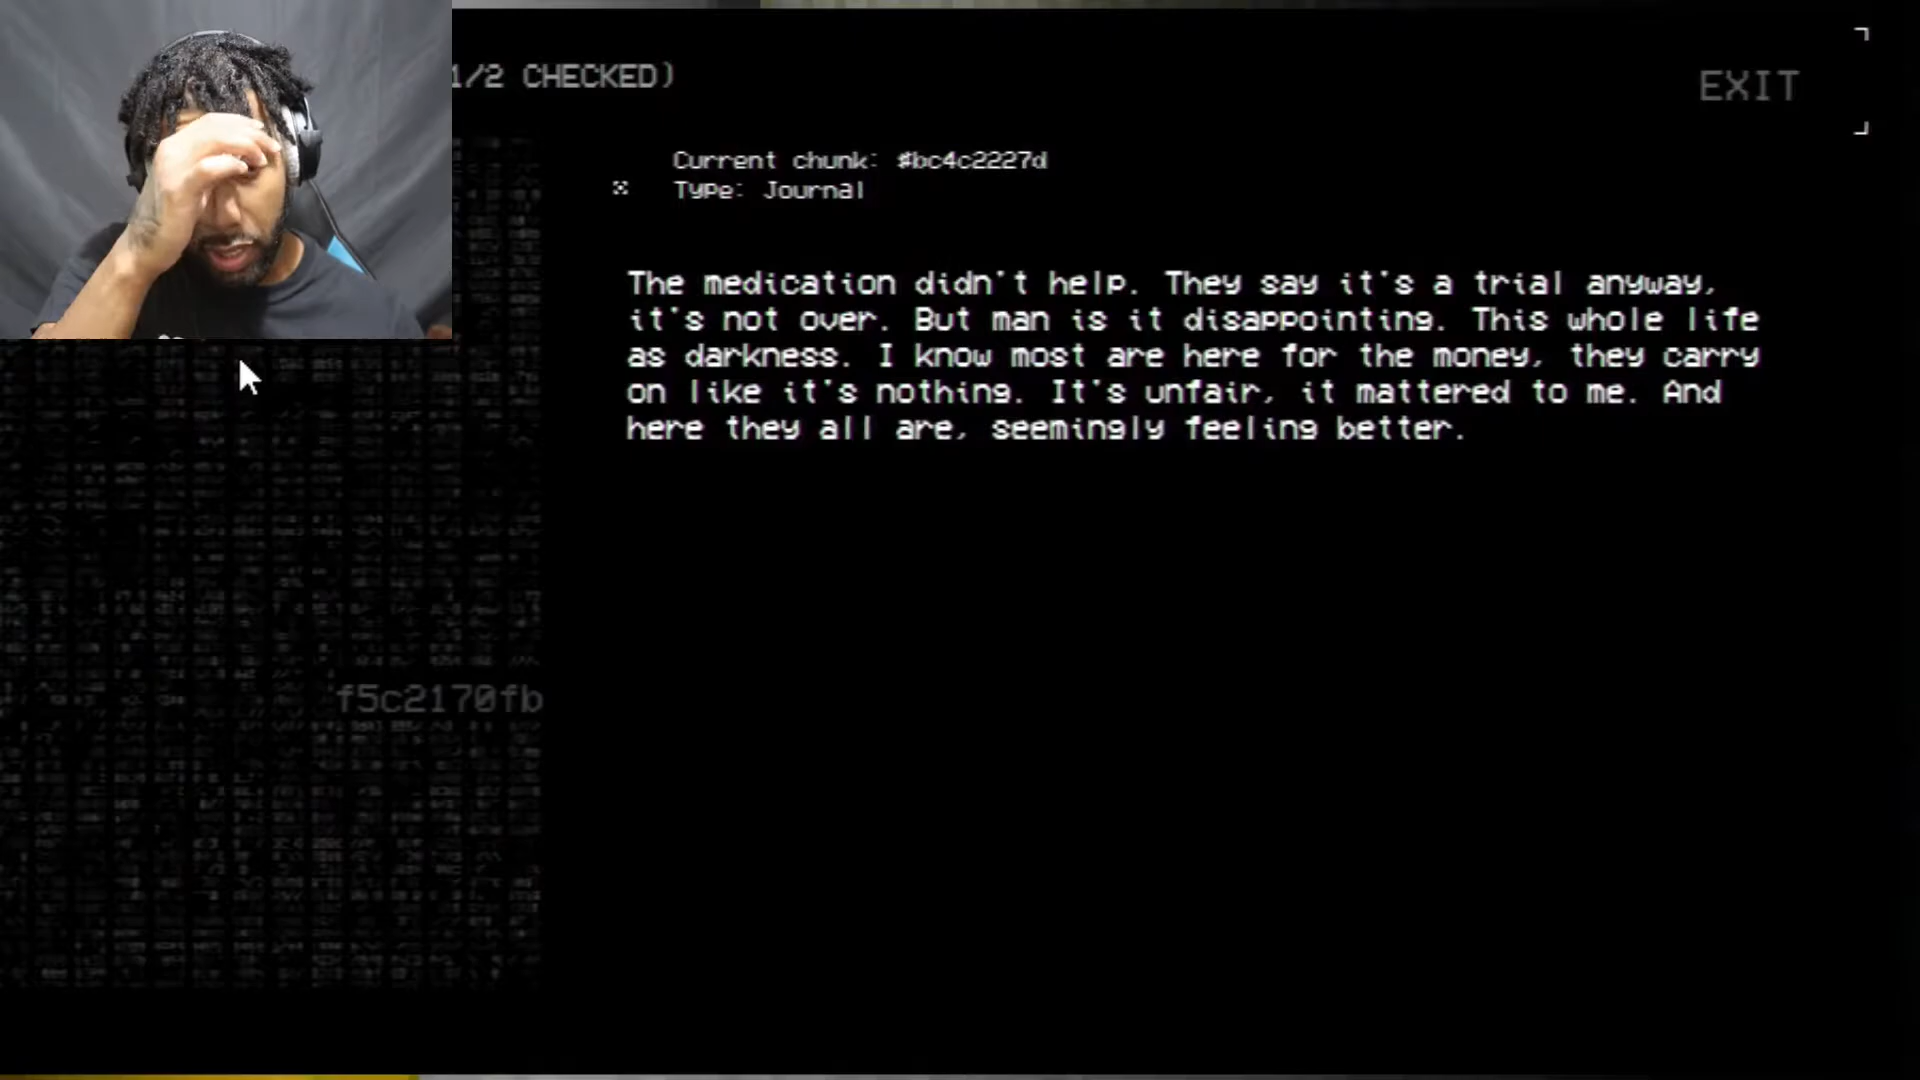 1/2 CHECKED)
EXIT
Current chunk: #bc4c2227d
Type: Journal
The medication didn't help. They say it's a trial anyway,
it's not over. But man is it disappointing. This whole life
as darkness. I know most are here for the money, they carry
on like it's nothing. It's unfair, it mattered to me. And
here they all are, seemingly feeling better.
f5c2170fb